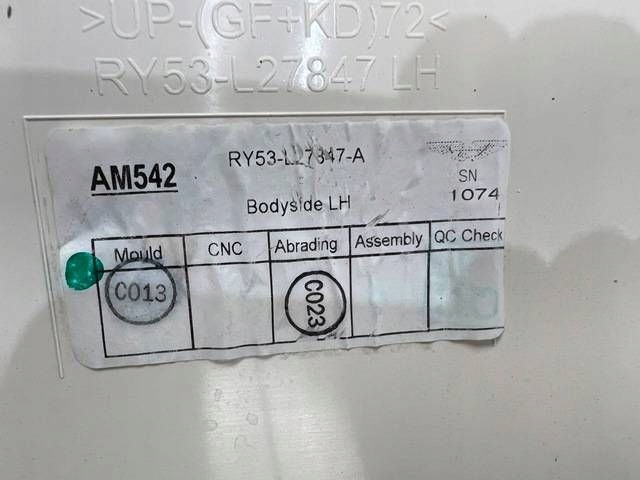 >UP-(GF+KD)72<
RY53-L27847 LH
AM542
RY53-L27847-A
SN
1074
Bodyside LH
Mould CNC Abrading Assembly QC Check
C013
C023